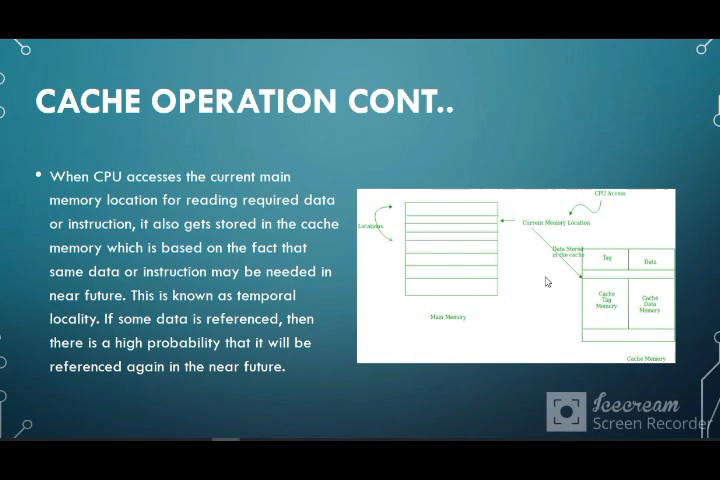 CACHE OPERATION CONT..
• When CPU accesses the current main
memory location for reading required data
or instruction, it also gets stored in the cache
memory which is based on the fact that
same data or instruction may be needed in
near future. This is known as temporal
locality. If some data is referenced, then
there is a high probability that it will be
referenced again in the near future.
CPU Access
Locations
Current Memory Location
Data Stored
in the cache
Tag
Data
Cache
Tag
Memory
Cache
Data
Memory
Main Memory
Cache Memory
Icecream
Screen Recorder